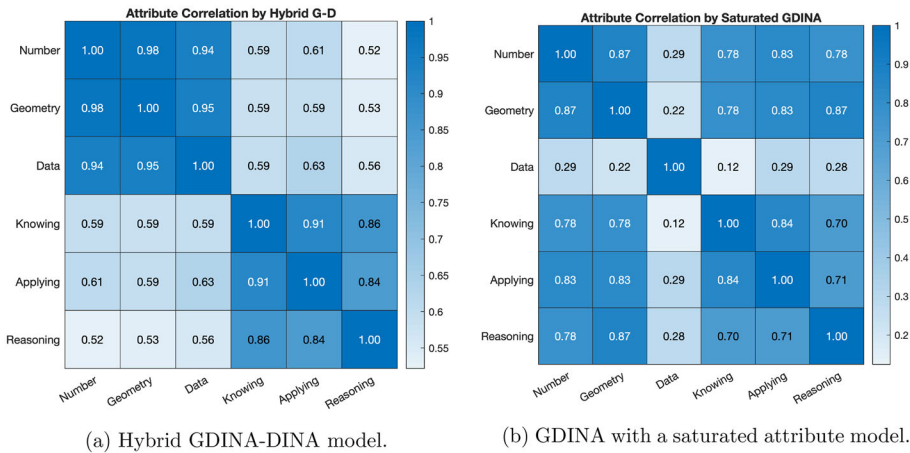 Attribute Correlation by Hybrid G-D
Number 1.00 0.98 0.94 0.59 0.61 0.52
Geometry 0.98 1.00 0.95 0.59 0.59 0.53
Data 0.94 0.95 1.00 0.59 0.63 0.56
Knowing 0.59 0.59 0.59 1.00 0.91 0.86
Applying 0.61 0.59 0.63 0.91 1.00 0.84
Reasoning 0.52 0.53 0.56 0.86 0.84 1.00
Number Geometry Data Knowing Applying Reasoning
1
0.95
0.9
0.85
0.8
0.75
0.7
0.65
0.6
0.55
(a) Hybrid GDINA-DINA model.
Attribute Correlation by Saturated GDINA
Number 1.00 0.87 0.29 0.78 0.83 0.78
Geometry 0.87 1.00 0.22 0.78 0.83 0.87
Data 0.29 0.22 1.00 0.12 0.29 0.28
Knowing 0.78 0.78 0.12 1.00 0.84 0.70
Applying 0.83 0.83 0.29 0.84 1.00 0.71
Reasoning 0.78 0.87 0.28 0.70 0.71 1.00
Number Geometry Data Knowing Applying Reasoning
1
0.9
0.8
0.7
0.6
0.5
0.4
0.3
0.2
(b) GDINA with a saturated attribute model.